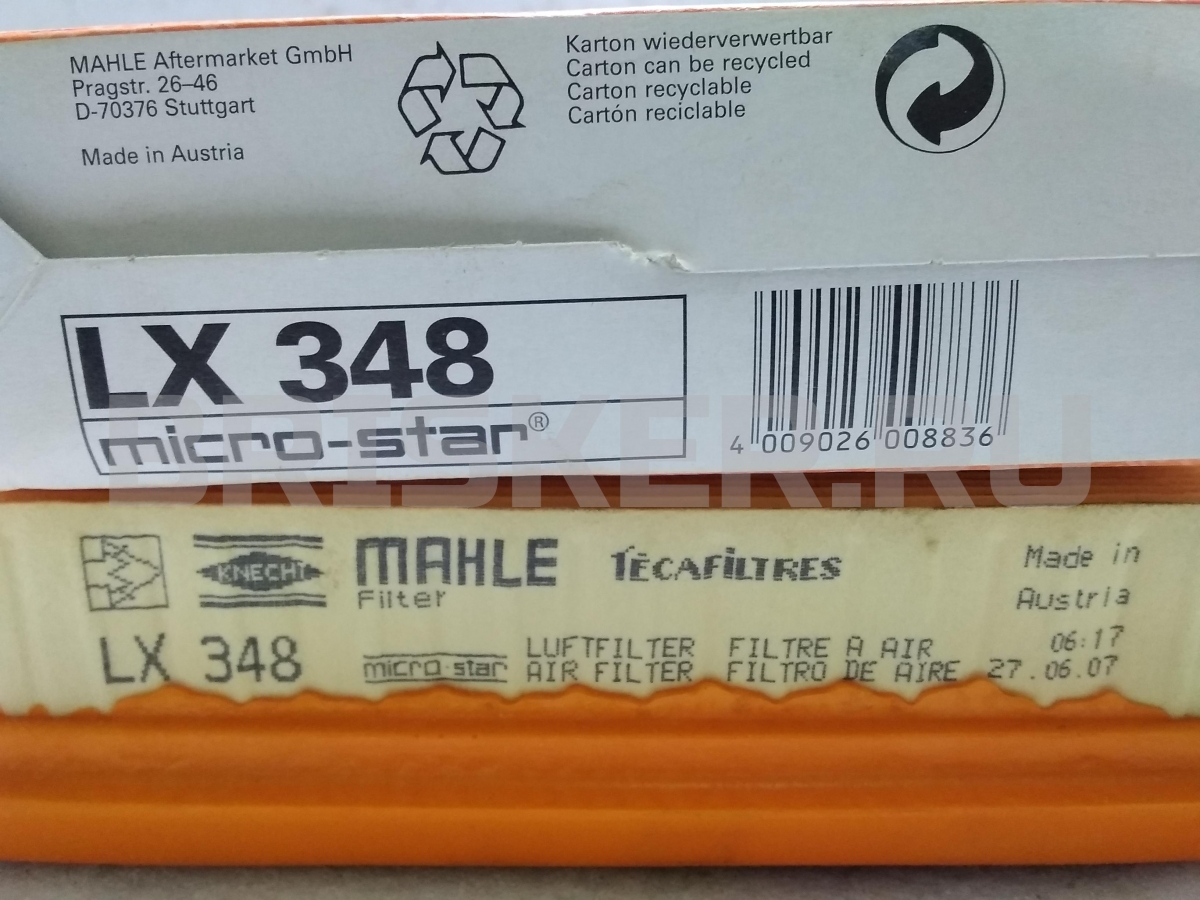 MAHLE Aftermarket GmbH
Pragstr. 26–46
D-70376 Stuttgart
Made in Austria
Karton wiederverwertbar
Carton can be recycled
Carton recyclable
Cartón reciclable
LX 348
micro-star®
4 009026 008836
BRISKER.RU
KNECHT
MAHLE
Filter
TECAFILTRES
Made in
Austria
LX 348
micro-star
LUFTFILTER FILTRE A AIR 06:17
AIR FILTER FILTRO DE AIRE 27.06.07